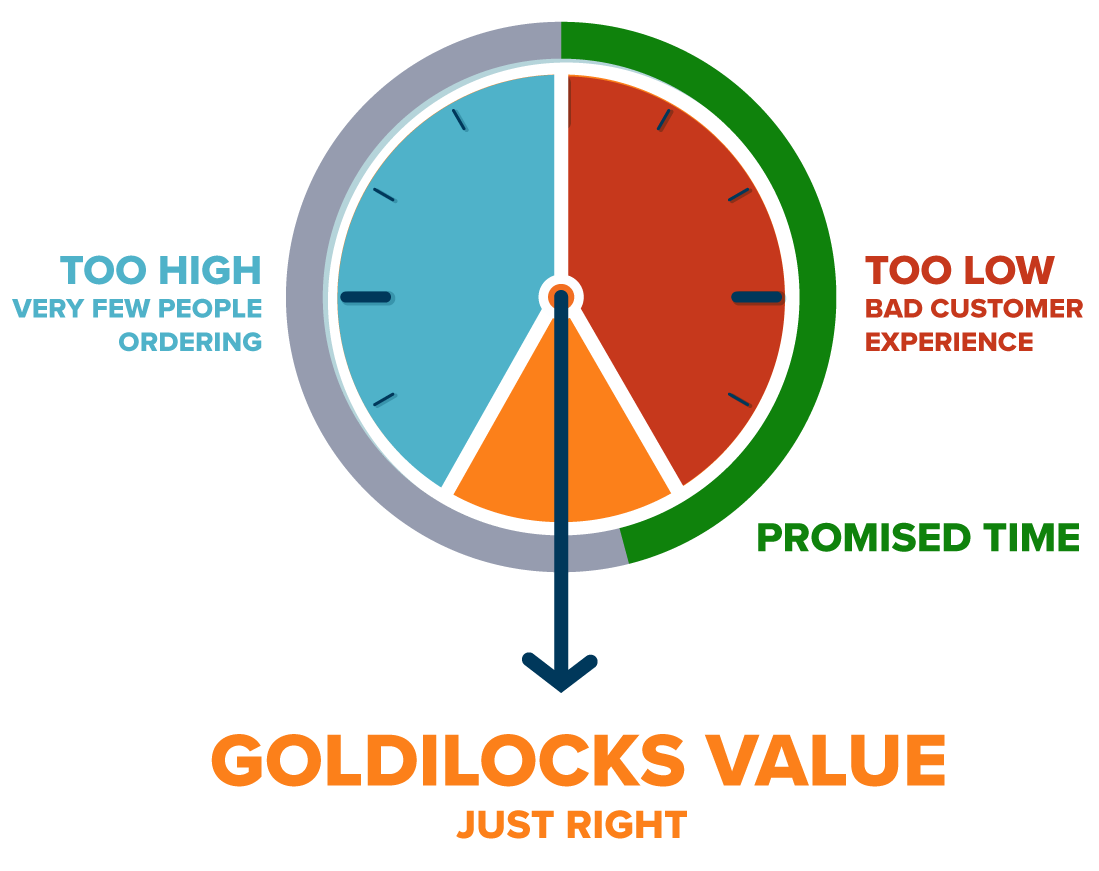 TOO HIGH
VERY FEW PEOPLE
ORDERING
TOO LOW
BAD CUSTOMER
EXPERIENCE
PROMISED TIME
GOLDILOCKS VALUE
JUST RIGHT